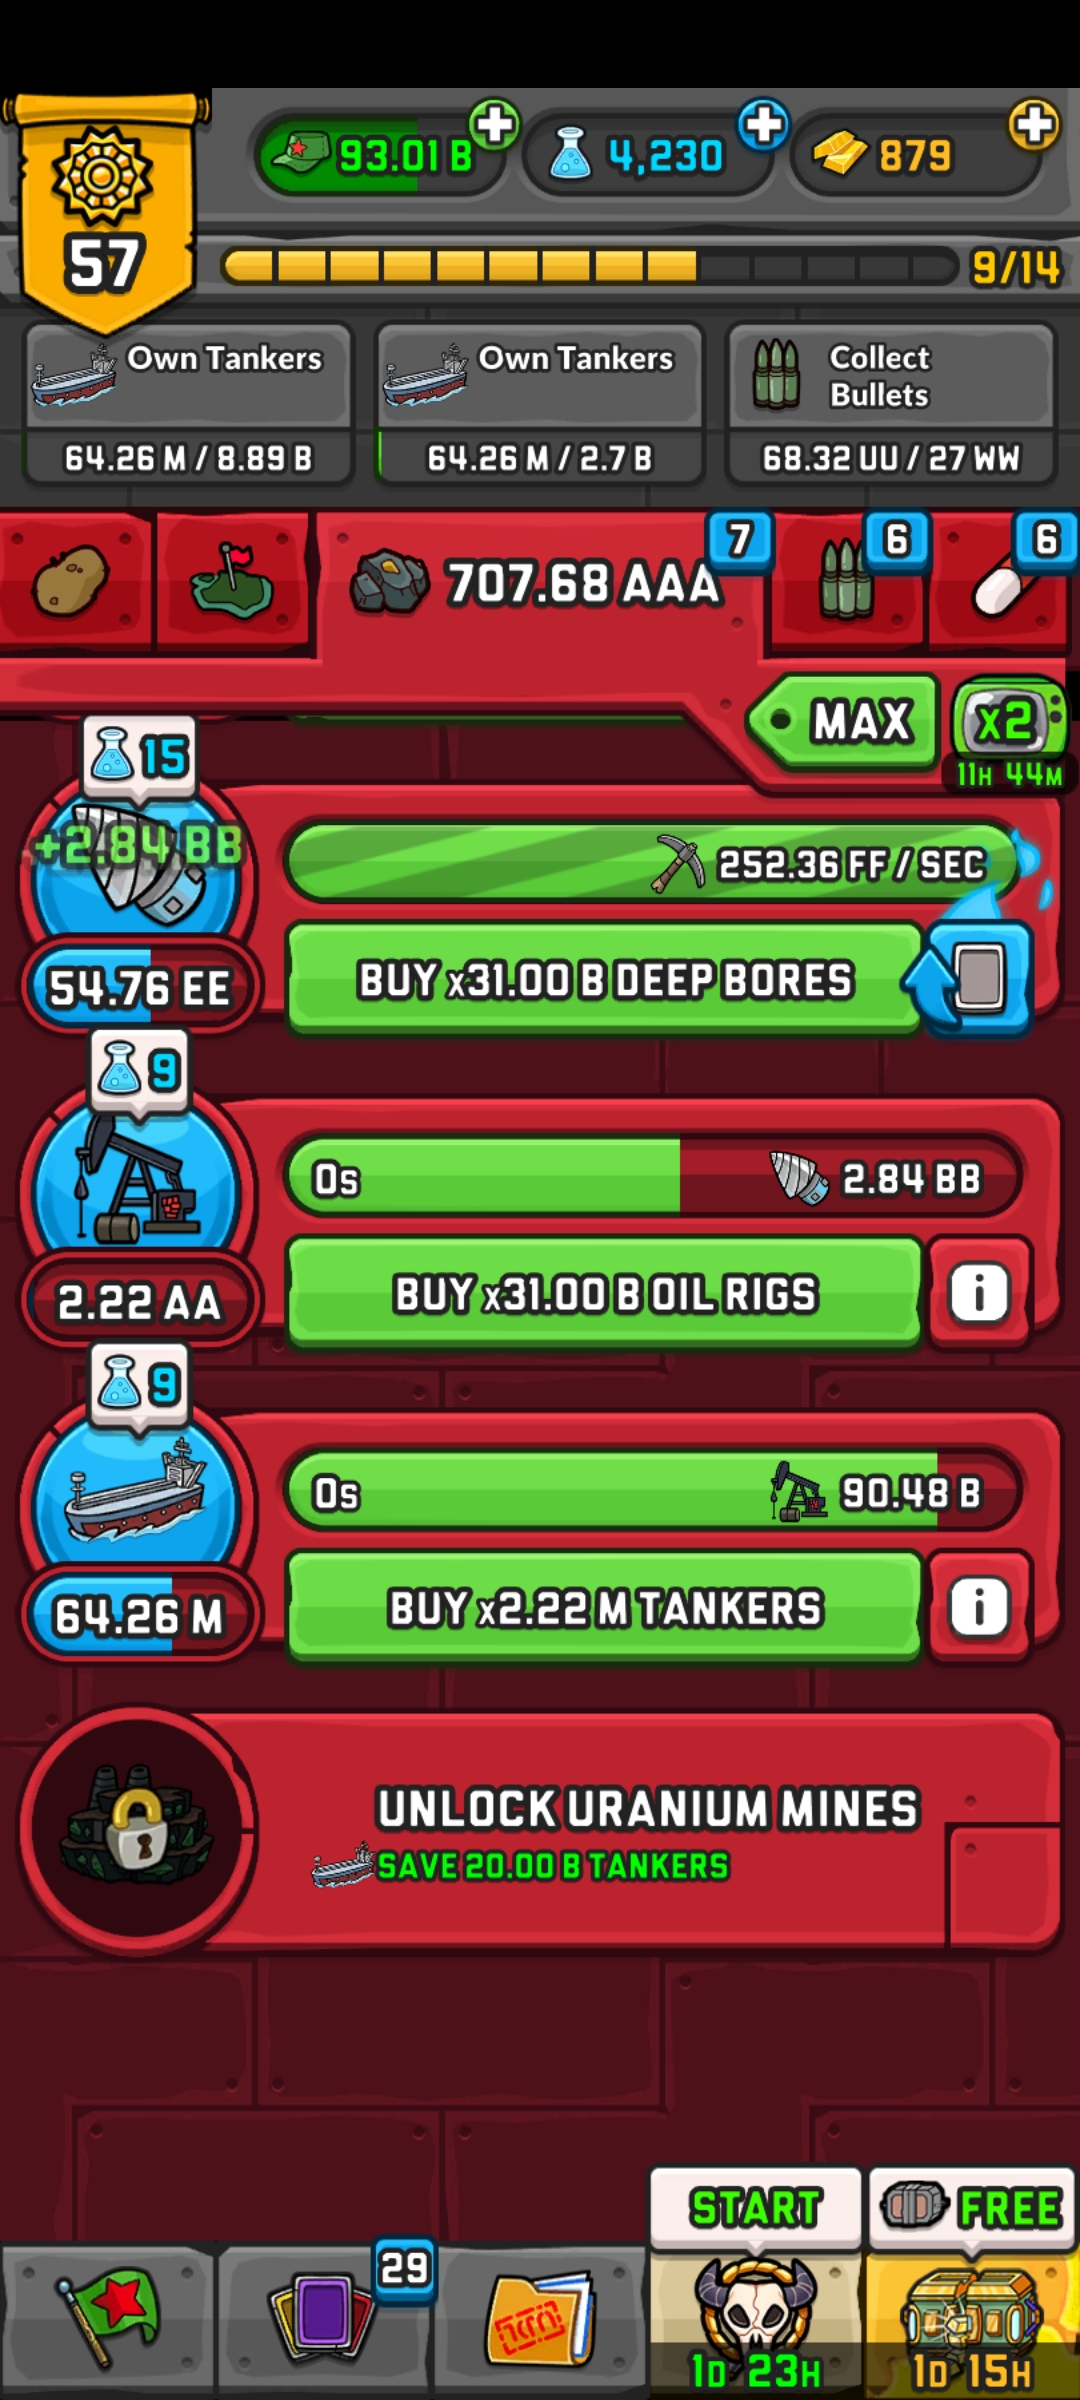 93.01 B
4,230
879
57
9/14
Own Tankers
64.26 M / 8.89 B
Own Tankers
64.26 M / 2.7 B
Collect
Bullets
68.32 UU / 27 WW
707.68 AAA
7
6
6
MAX
x2
11H 44M
15
+2.84 BB
252.36 FF / SEC
54.76 EE
BUY x31.00 B DEEP BORES
9
0s
2.84 BB
2.22 AA
BUY x31.00 B OIL RIGS
i
9
0s
90.48 B
64.26 M
BUY x2.22 M TANKERS
i
UNLOCK URANIUM MINES
SAVE 20.00 B TANKERS
START
FREE
29
1D 23H
1D 15H